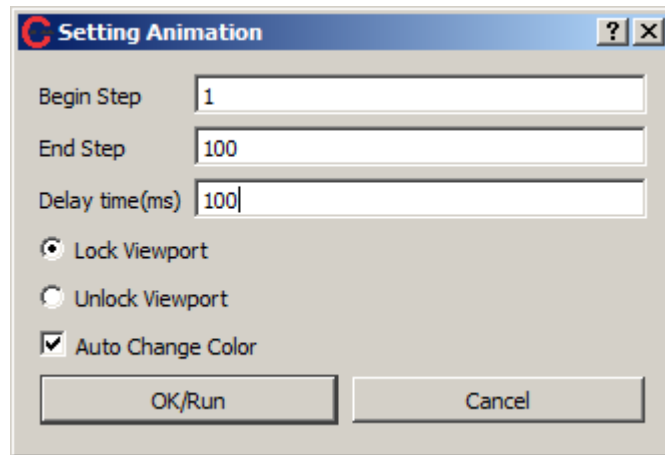 Setting Animation
Begin Step 1
End Step 100
Delay time(ms) 100
Lock Viewport
Unlock Viewport
Auto Change Color
OK/Run Cancel